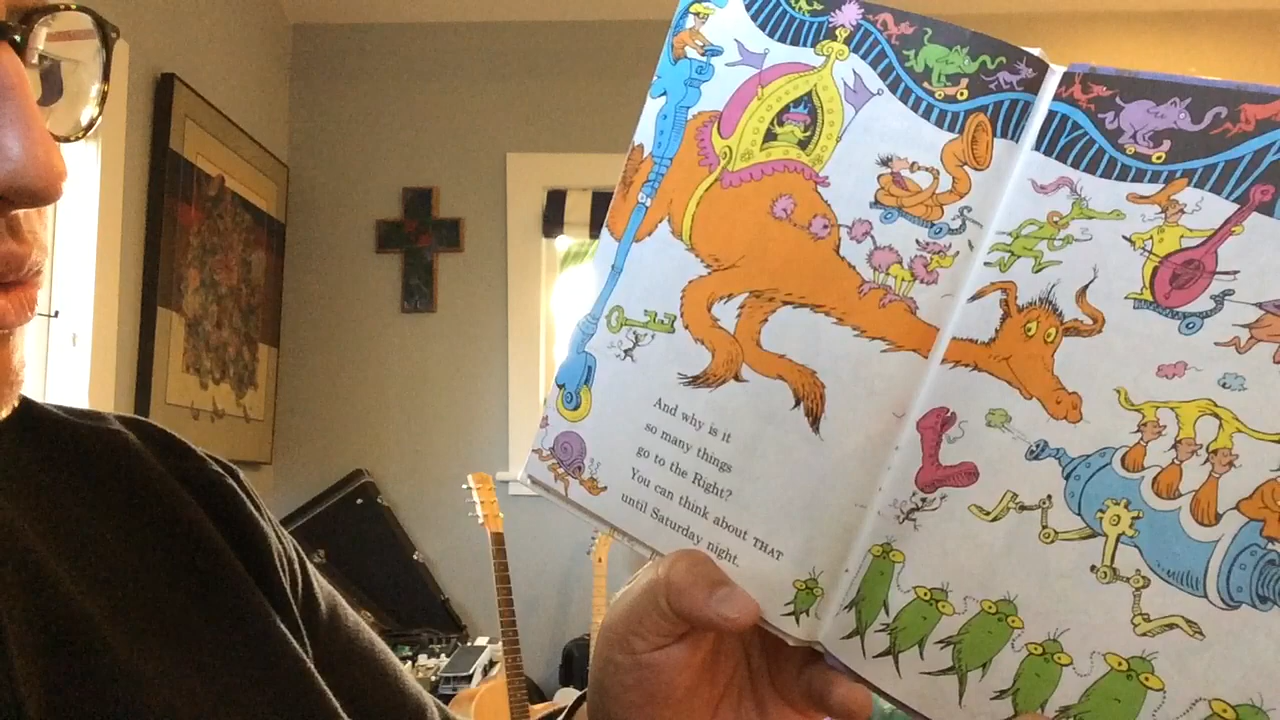 And why is it
so many things
go to the Right?
You can think about THAT
until Saturday night.